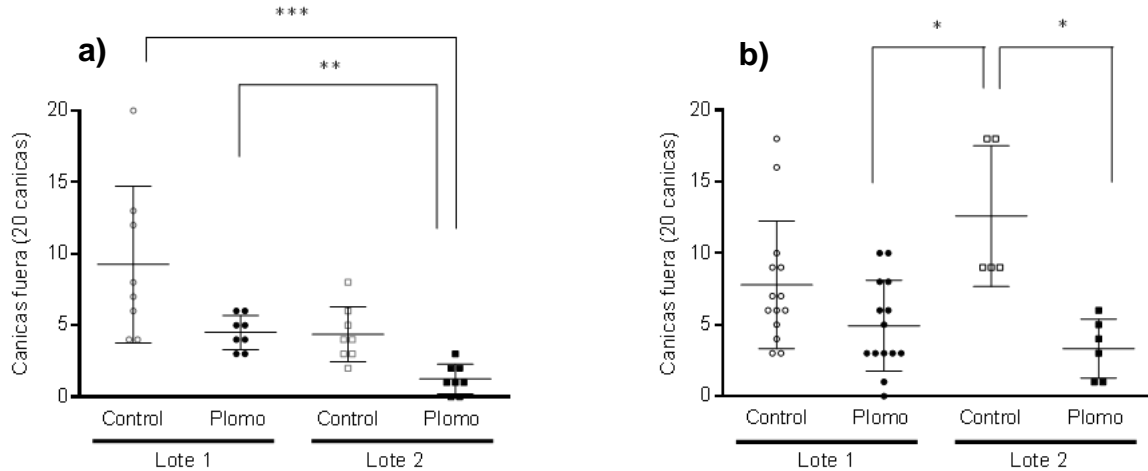 a)
***
**
Canicas fuera (20 canicas)
20
15
10
5
0
Control
Plomo
Control
Plomo
Lote 1
Lote 2
b)
*
*
Canicas fuera (20 canicas)
20
15
10
5
0
Control
Plomo
Control
Plomo
Lote 1
Lote 2